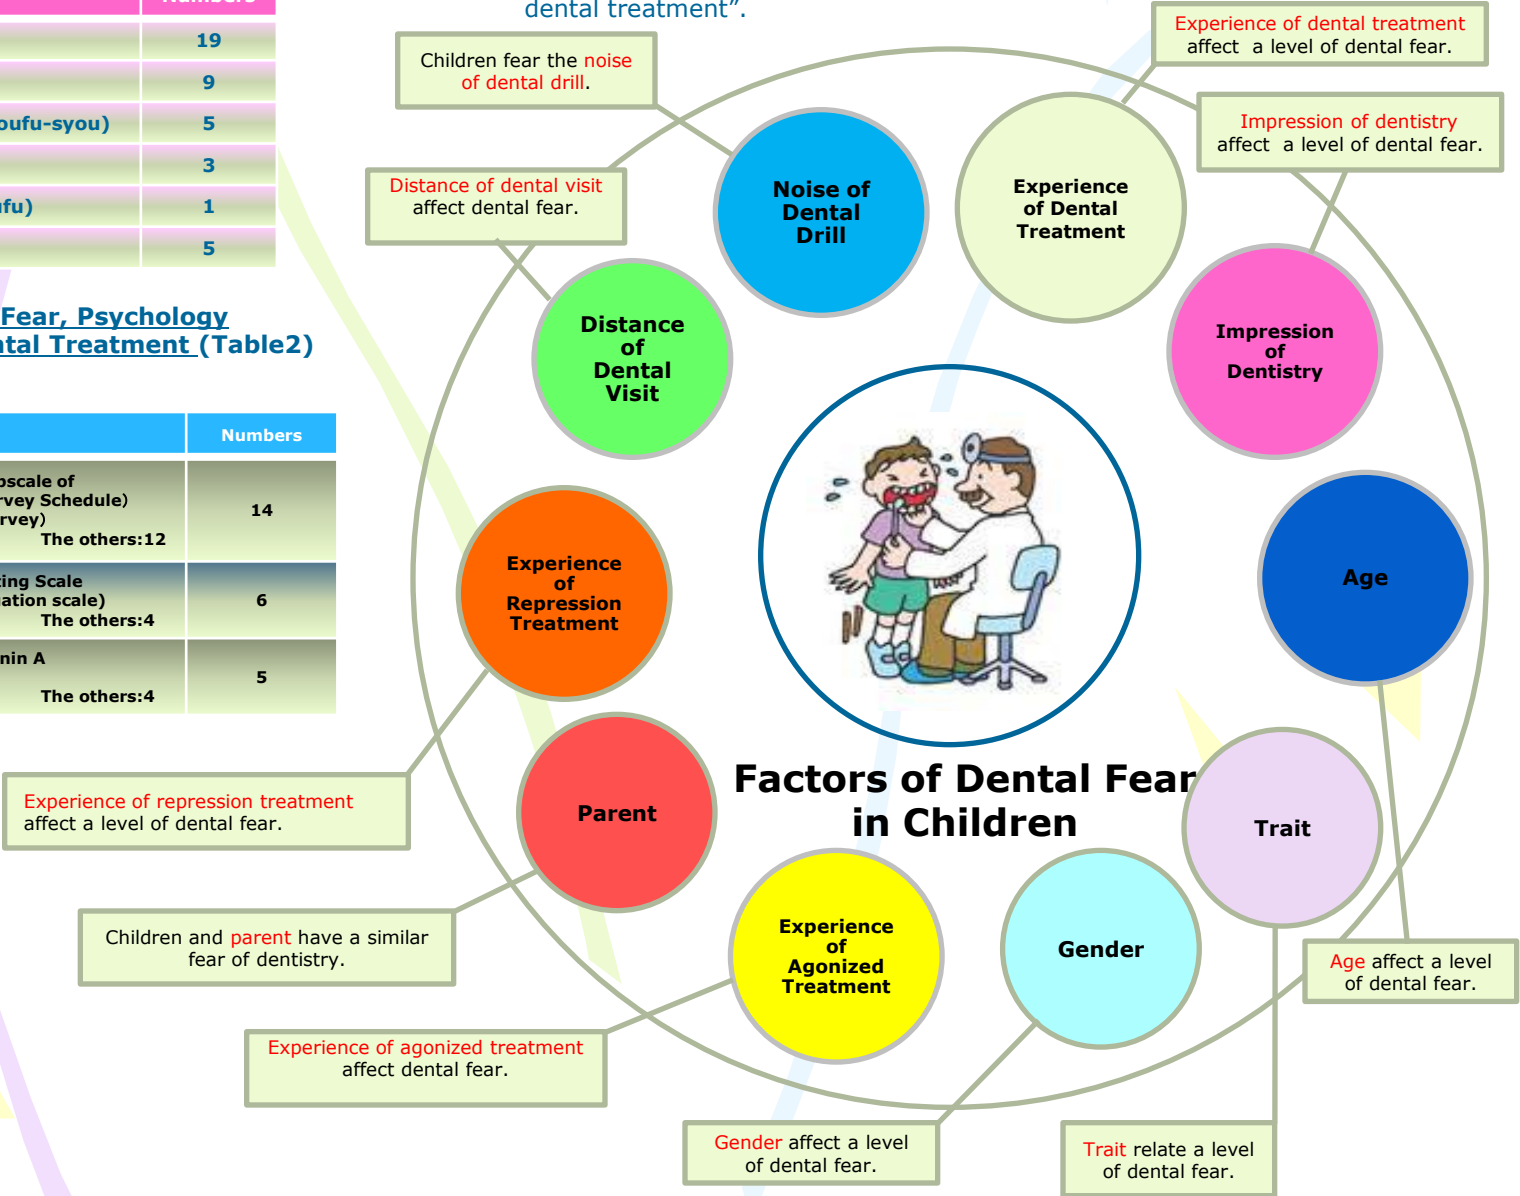 Numbers
19
9
oufu-syou) 5
3
ufu) 1
5
Fear, Psychology
ntal Treatment (Table2)
Numbers
bscale of
rvey Schedule)
rvey)
The others:12
14
ting Scale
uation scale)
The others:4
6
nin A
The others:4
5
dental treatment”.
Children fear the noise
of dental drill.
Distance of dental visit
affect dental fear.
Experience of dental treatment
affect a level of dental fear.
Impression of dentistry
affect a level of dental fear.
Noise of
Dental
Drill
Experience
of Dental
Treatment
Distance
of
Dental
Visit
Impression
of
Dentistry
Experience
of
Repression
Treatment
Age
Parent
Factors of Dental Fear
in Children
Trait
Experience
of
Agonized
Treatment
Gender
Experience of repression treatment
affect a level of dental fear.
Children and parent have a similar
fear of dentistry.
Experience of agonized treatment
affect dental fear.
Gender affect a level
of dental fear.
Trait relate a level
of dental fear.
Age affect a level
of dental fear.